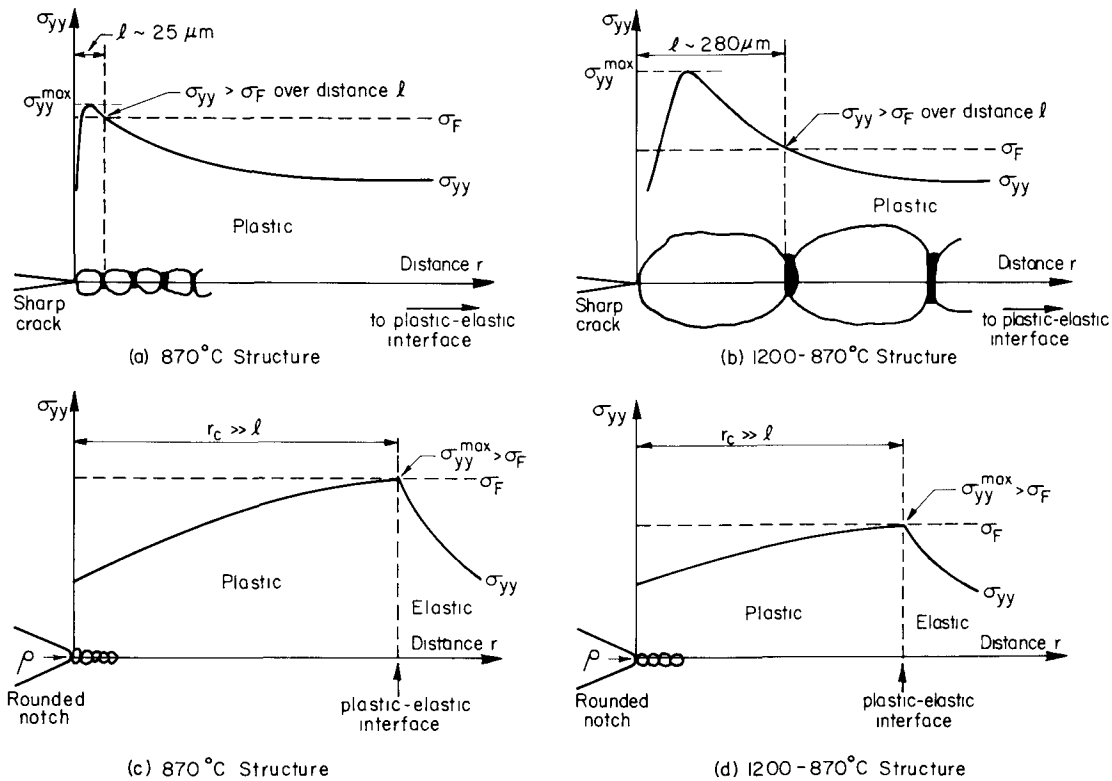 σyy
ℓ ~ 25 μm
σyy^max
σyy > σF over distance ℓ
σF
σyy
Plastic
Distance r
Sharp
crack
to plastic-elastic
interface
(a) 870°C Structure
σyy
ℓ ~ 280 μm
σyy^max
σyy > σF over distance ℓ
σF
σyy
Plastic
Distance r
Sharp
crack
to plastic-elastic
interface
(b) 1200-870°C Structure
σyy
rc >> ℓ
σyy^max > σF
σF
Plastic
σyy
Elastic
Distance r
ρ
Rounded
notch
plastic-elastic
interface
(c) 870°C Structure
σyy
rc >> ℓ
σyy^max > σF
σF
σyy
Plastic
Elastic
Distance r
ρ
Rounded
notch
plastic-elastic
interface
(d) 1200-870°C Structure